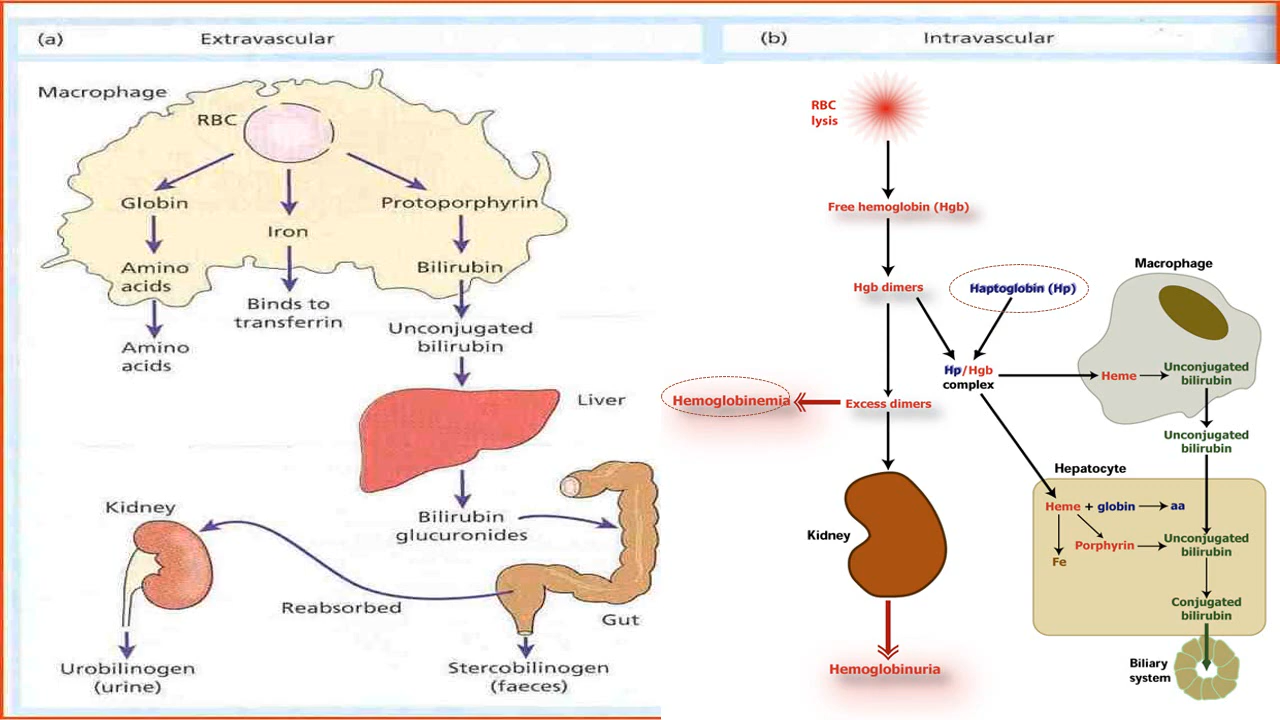 (a)
Extravascular
Macrophage
RBC
Globin
Iron
Protoporphyrin
Amino
acids
Binds to
transferrin
Bilirubin
Amino
acids
Unconjugated
bilirubin
Liver
Bilirubin
glucuronides
Kidney
Reabsorbed
Gut
Urobilinogen
(urine)
Stercobilinogen
(faeces)
(b)
Intravascular
RBC
lysis
Free hemoglobin (Hgb)
Hgb dimers
Haptoglobin (Hp)
Macrophage
Hp/Hgb
complex
Heme
Unconjugated
bilirubin
Hemoglobinemia
Excess dimers
Unconjugated
bilirubin
Hepatocyte
Heme + globin
aa
Kidney
Porphyrin
Unconjugated
bilirubin
Fe
Conjugated
bilirubin
Hemoglobinuria
Biliary
system